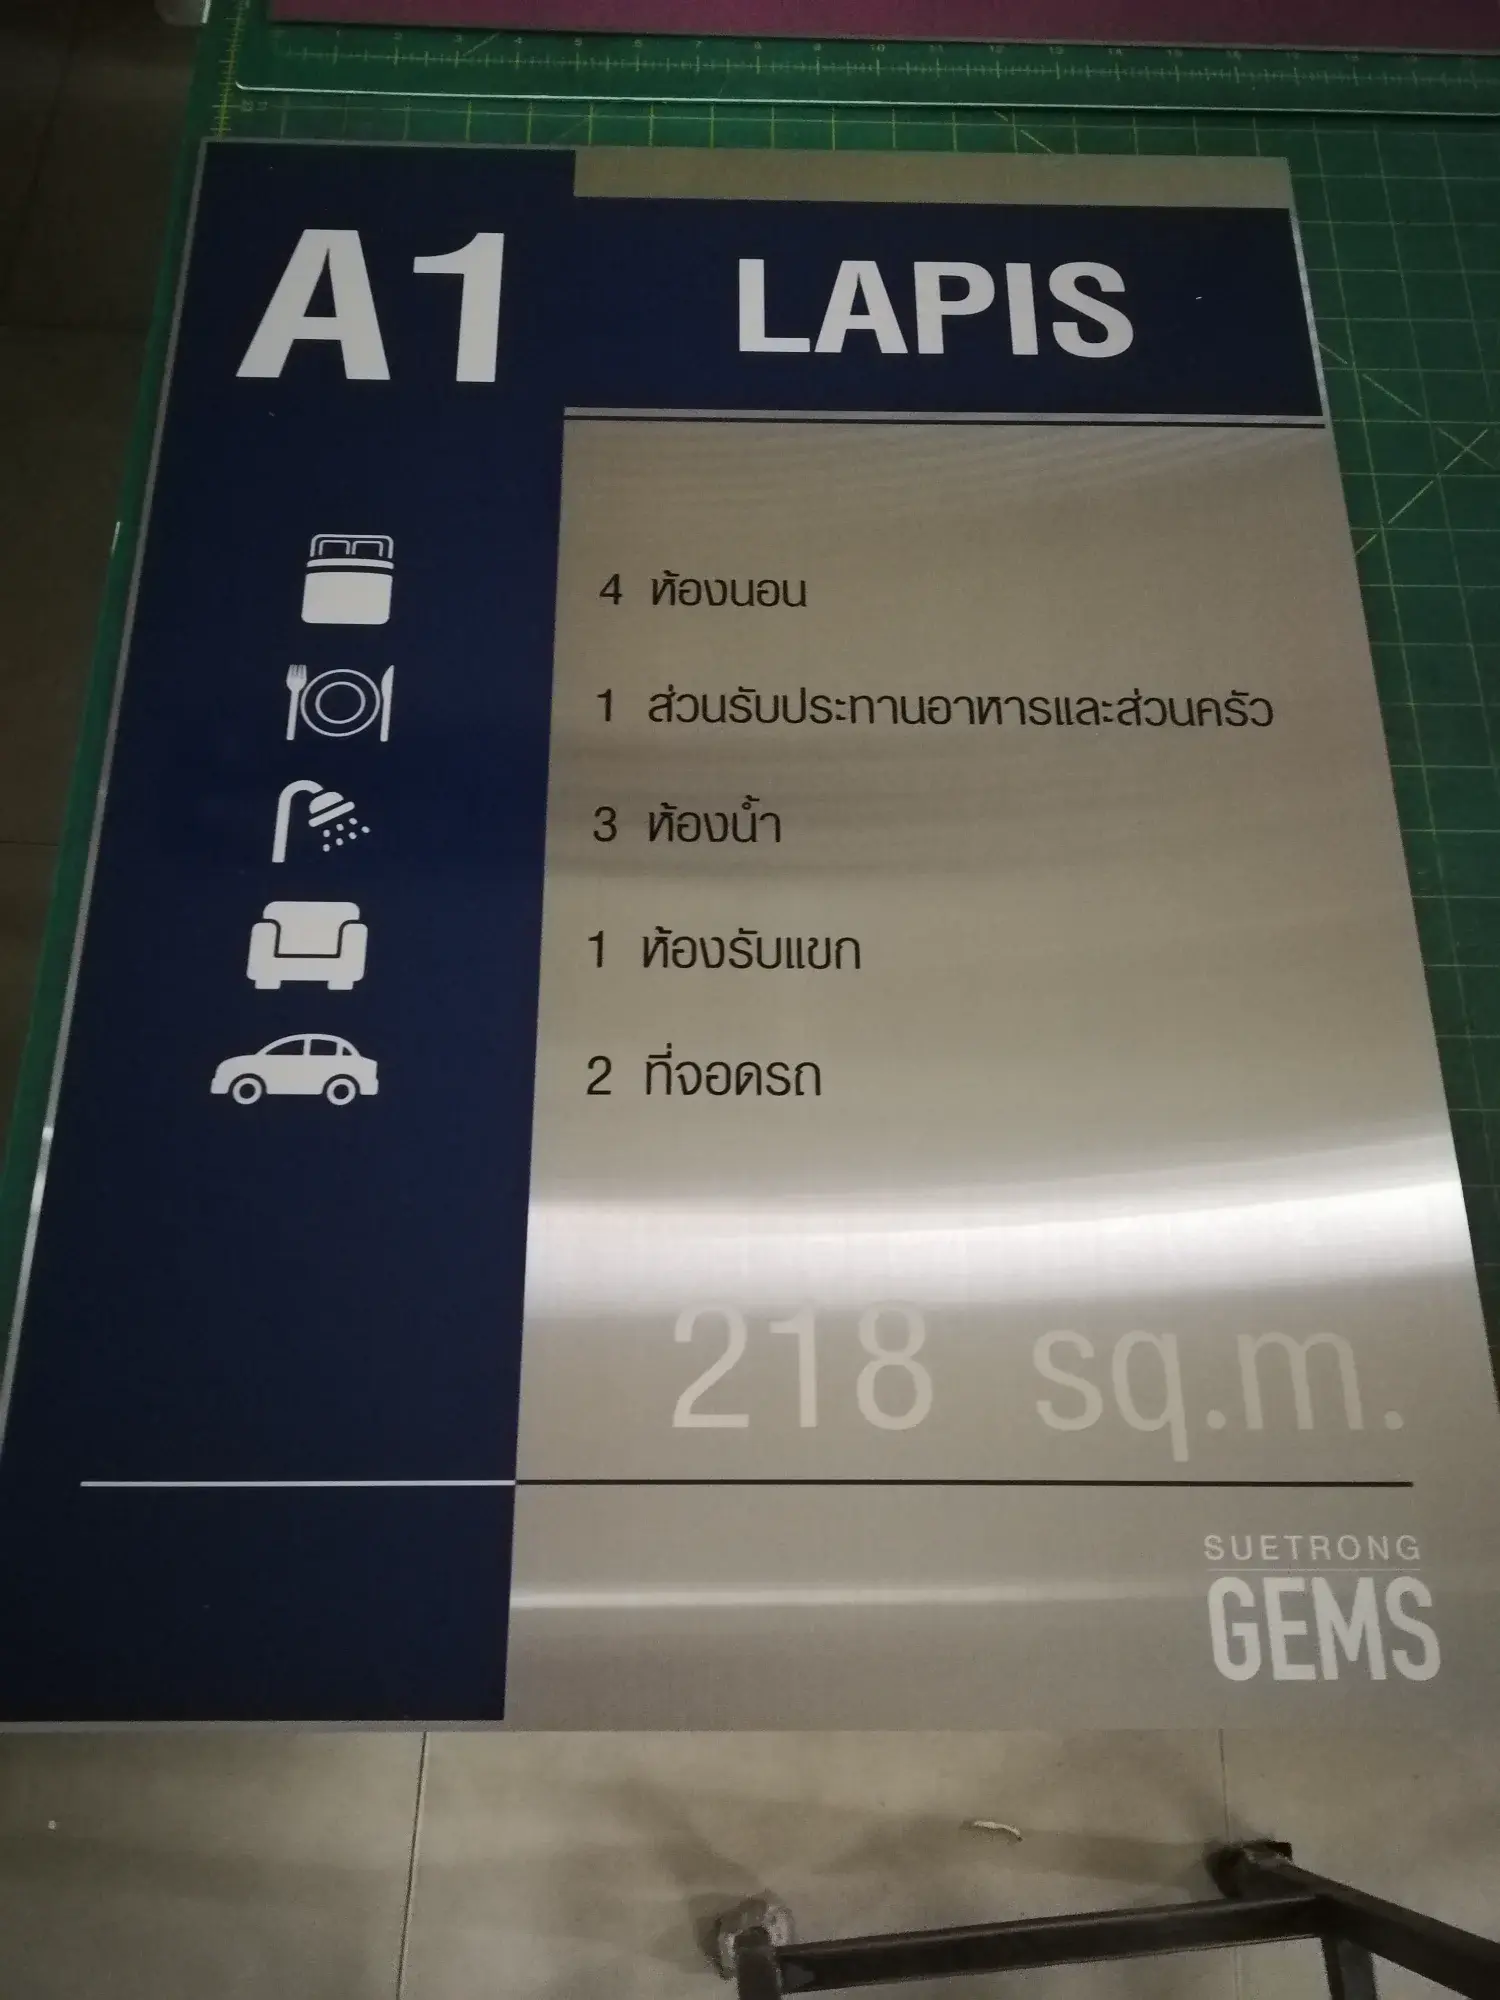 A1
LAPIS
4 ห้องนอน
1 ส่วนรับประทานอาหารและส่วนครัว
3 ห้องน้ำ
1 ห้องรับแขก
2 ที่จอดรถ
218 sq.m.
SUETRONG
GEMS